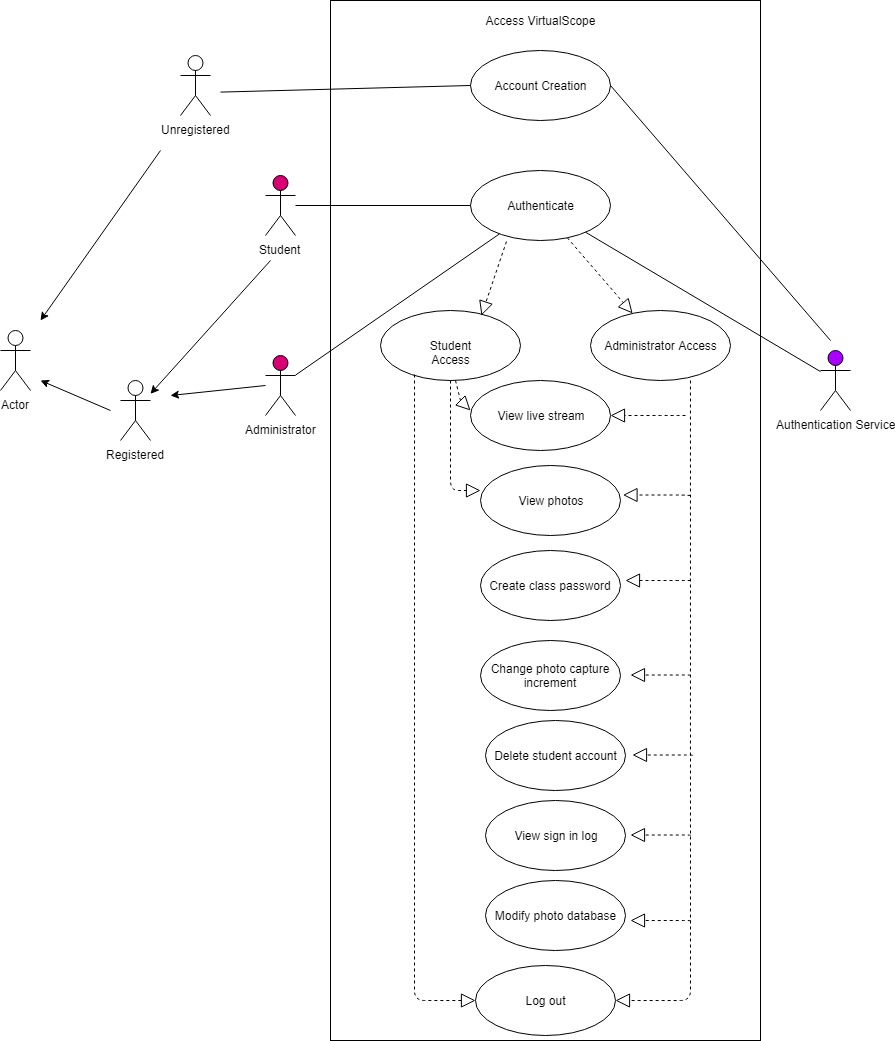 Access VirtualScope
Account Creation
Unregistered
Authenticate
Student
Student
Access
Administrator Access
Actor
View live stream
Authentication Service
Administrator
Registered
View photos
Create class password
Change photo capture
increment
Delete student account
View sign in log
Modify photo database
Log out